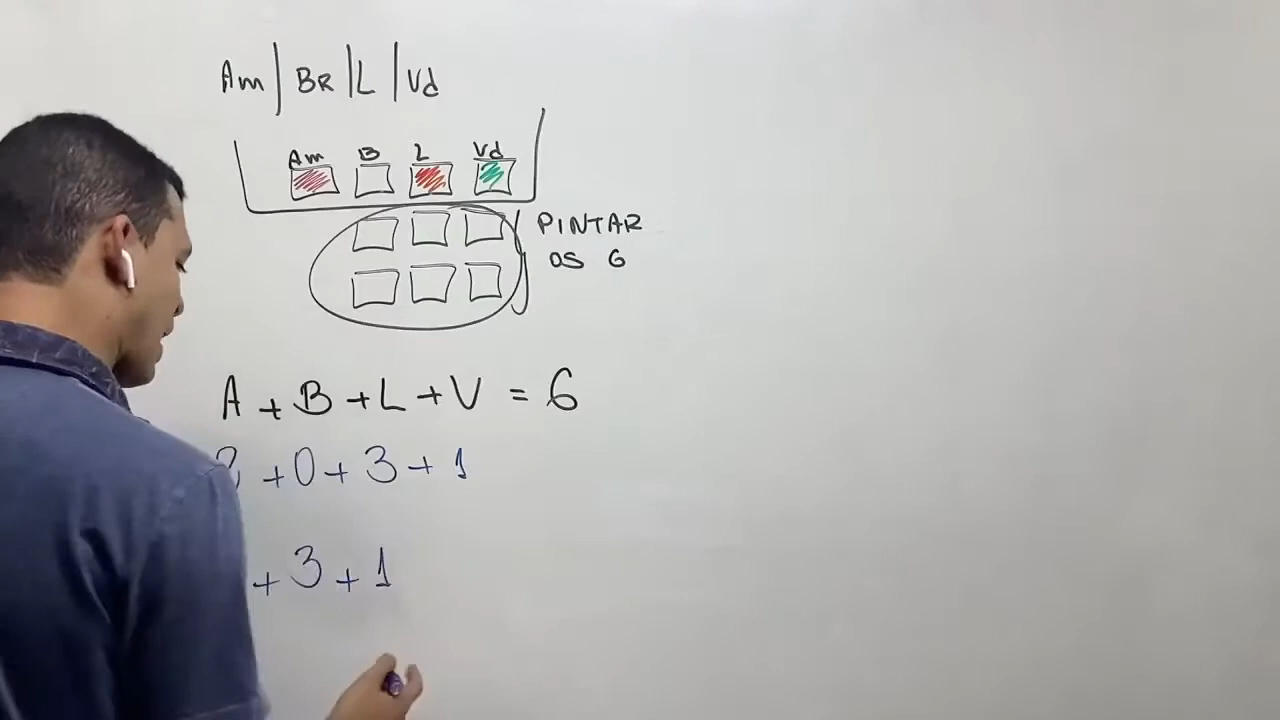 Am | BR | L | Vd
Am B L Vd
PINTAR
OS 6
A + B + L + V = 6
+ 0 + 3 + 1
+ 3 + 1